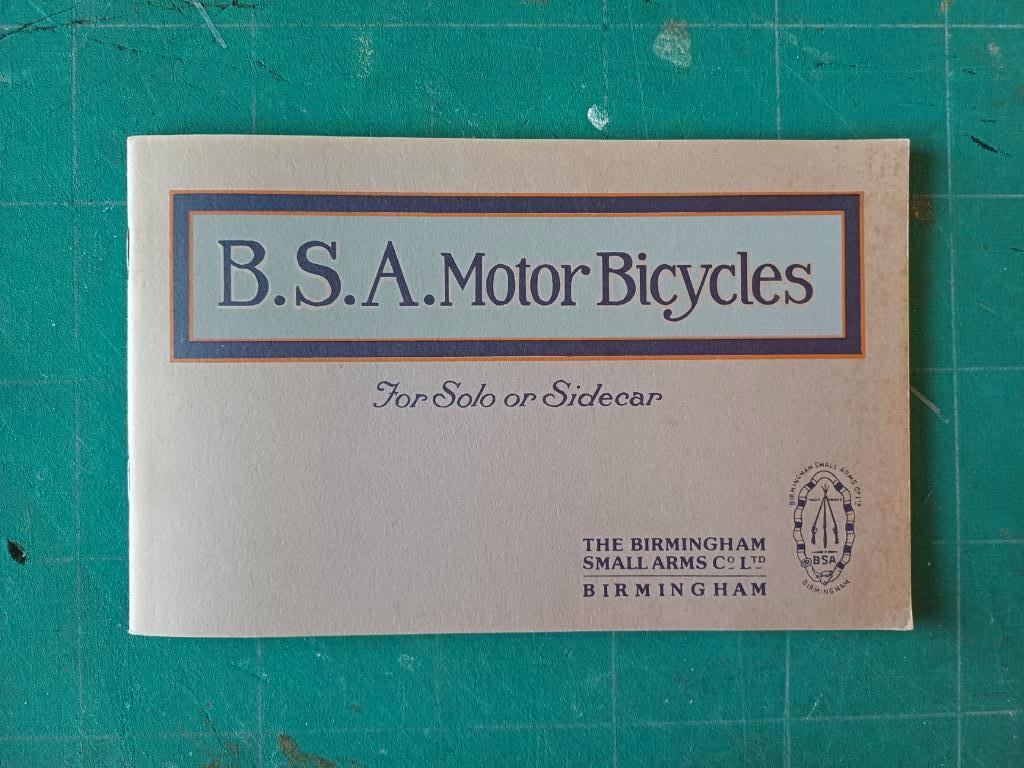 B.S.A. Motor Bicycles
For Solo or Sidecar
THE BIRMINGHAM
SMALL ARMS Cº LTD
BIRMINGHAM
BIRMINGHAM SMALL ARMS Cº LTD
BSA
BIRMINGHAM